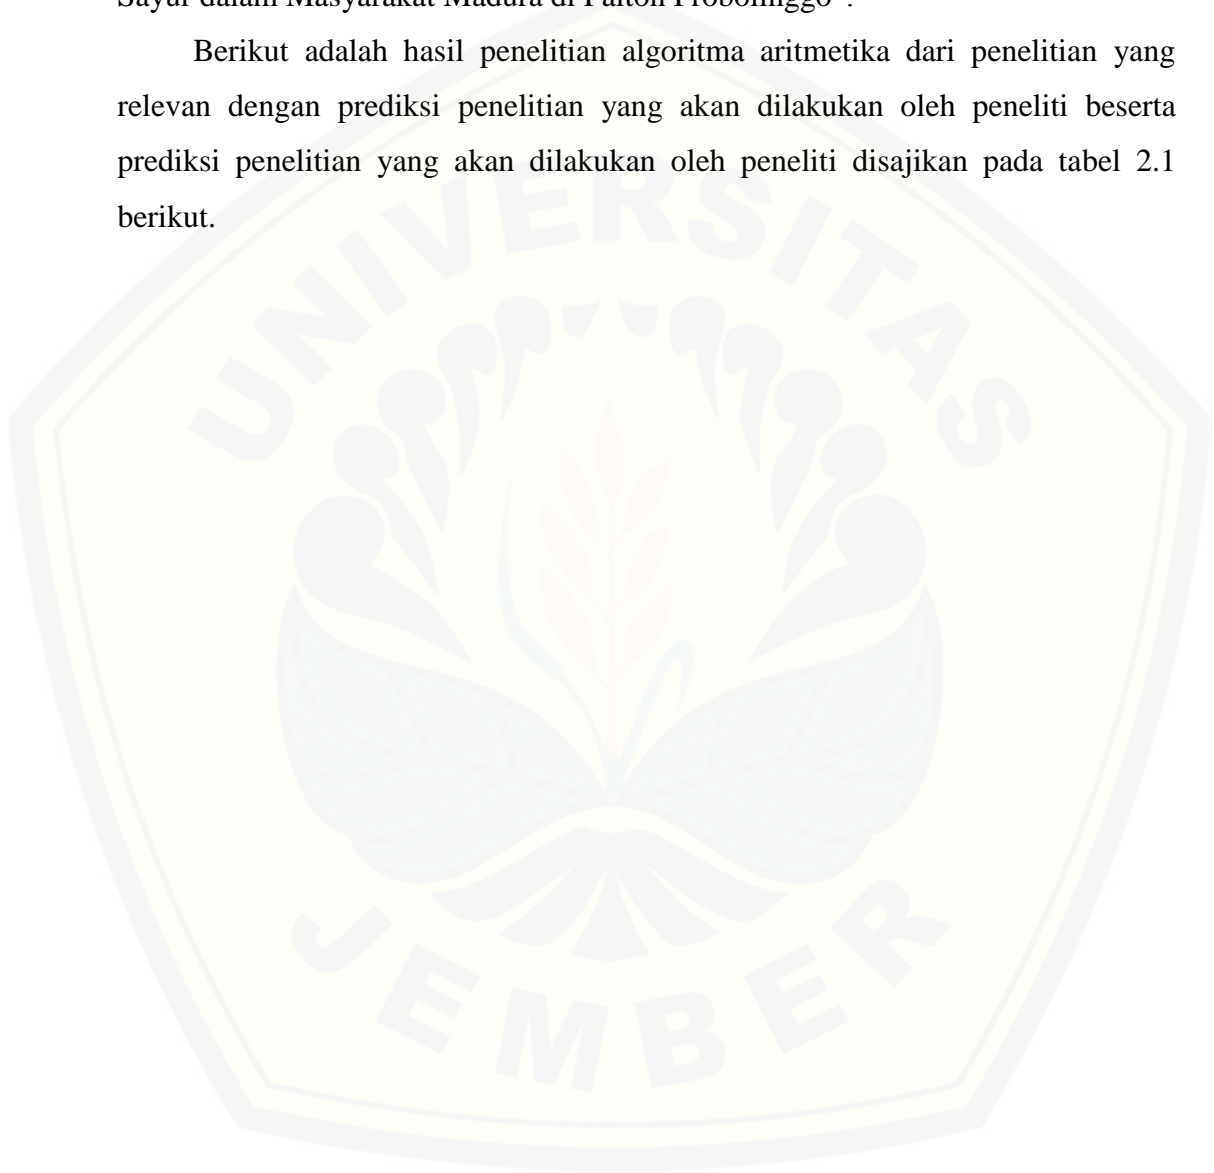 Sayur dalam Masyarakat Madura di Paiton Probolinggo”.
Berikut adalah hasil penelitian algoritma aritmetika dari penelitian yang
relevan dengan prediksi penelitian yang akan dilakukan oleh peneliti beserta
prediksi penelitian yang akan dilakukan oleh peneliti disajikan pada tabel 2.1
berikut.
UNIVERSITAS
JEMBER